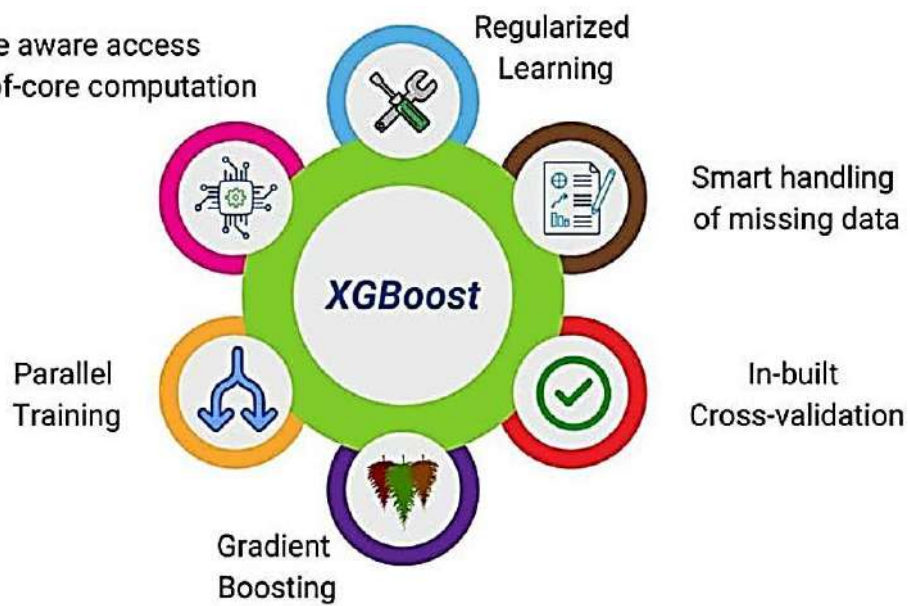 aware access
core computation
Regularized
Learning
Smart handling
of missing data
XGBoost
Parallel
Training
In-built
Cross-validation
Gradient
Boosting